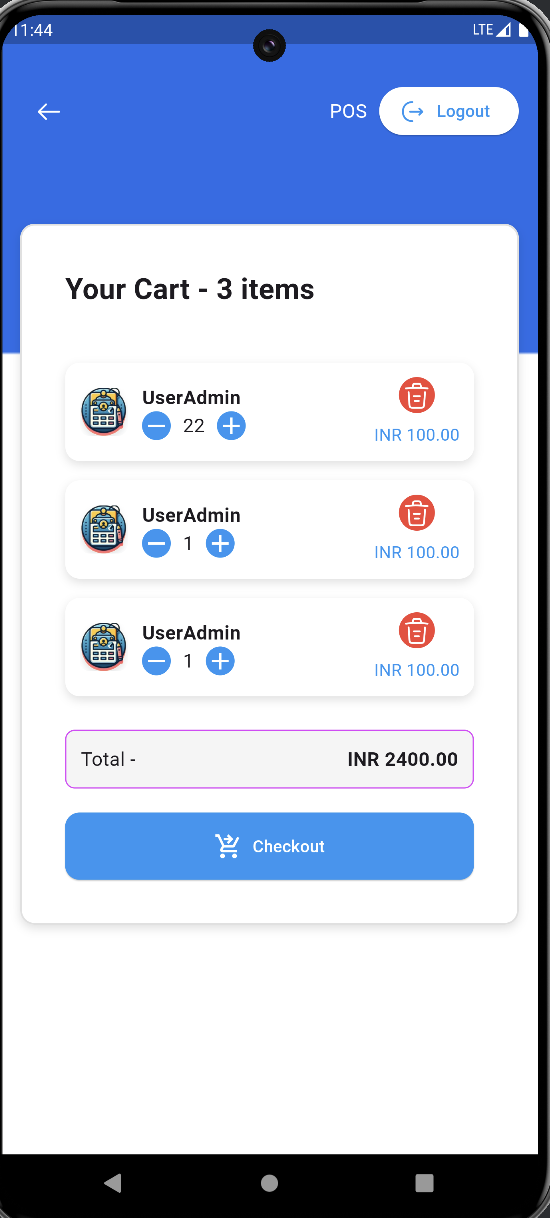 11:44
LTE
POS
Logout
Your Cart - 3 items
UserAdmin
22
INR 100.00
UserAdmin
1
INR 100.00
UserAdmin
1
INR 100.00
Total -
INR 2400.00
Checkout